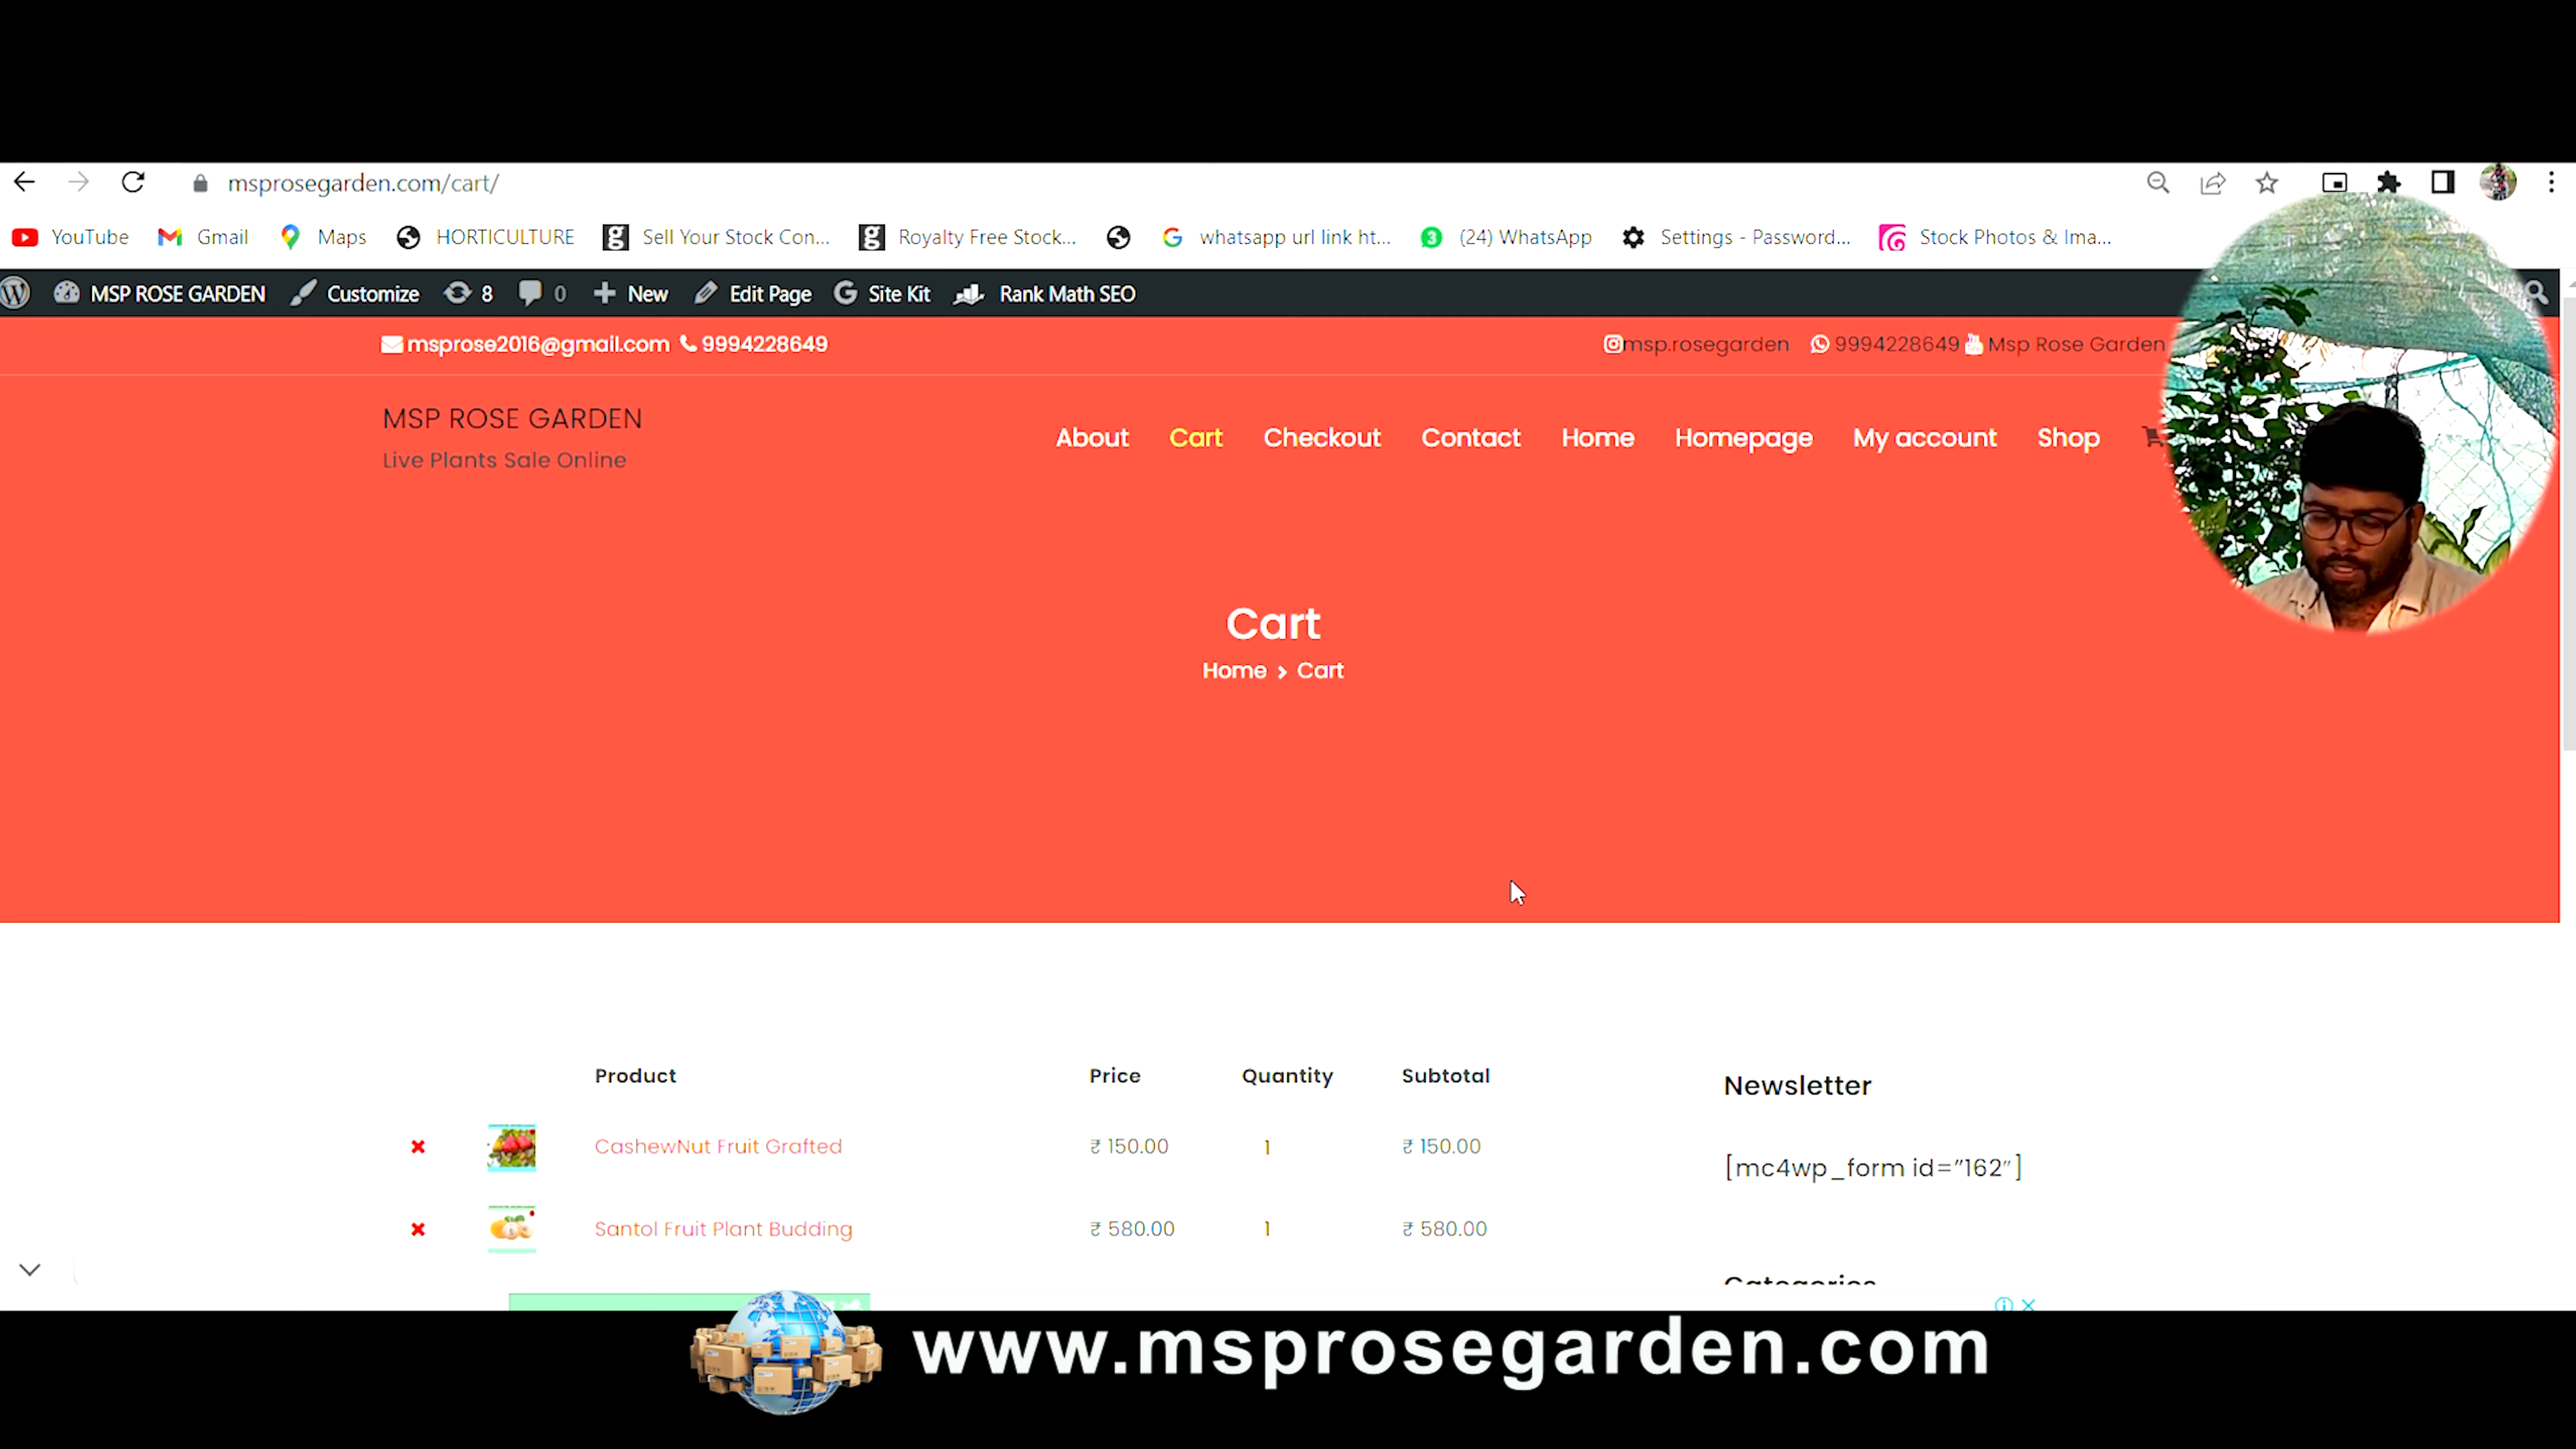 msprosegarden.com/cart/
YouTube Gmail Maps HORTICULTURE Sell Your Stock Con... Royalty Free Stock... whatsapp url link ht... (24) WhatsApp Settings - Password... Stock Photos & Ima...
MSP ROSE GARDEN Customize 8 0 New Edit Page Site Kit Rank Math SEO
msprose2016@gmail.com 9994228649 msp.rosegarden 9994228649 Msp Rose Garden
MSP ROSE GARDEN
Live Plants Sale Online
About Cart Checkout Contact Home Homepage My account Shop
Cart
Home > Cart
Product Price Quantity Subtotal
CashewNut Fruit Grafted ₹ 150.00 1 ₹ 150.00
Santol Fruit Plant Budding ₹ 580.00 1 ₹ 580.00
Newsletter
[mc4wp_form id="162"]
Categories
www.msprosegarden.com